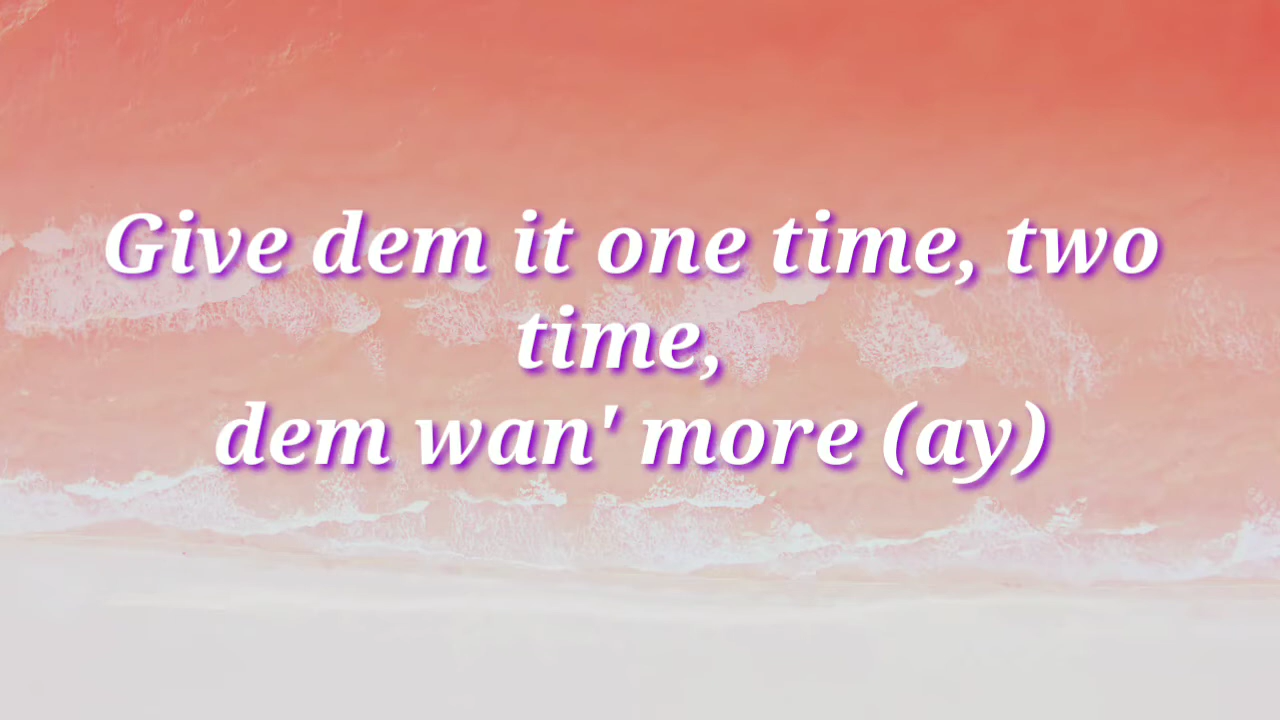 Give dem it one time, two
time,
dem wan' more (ay)